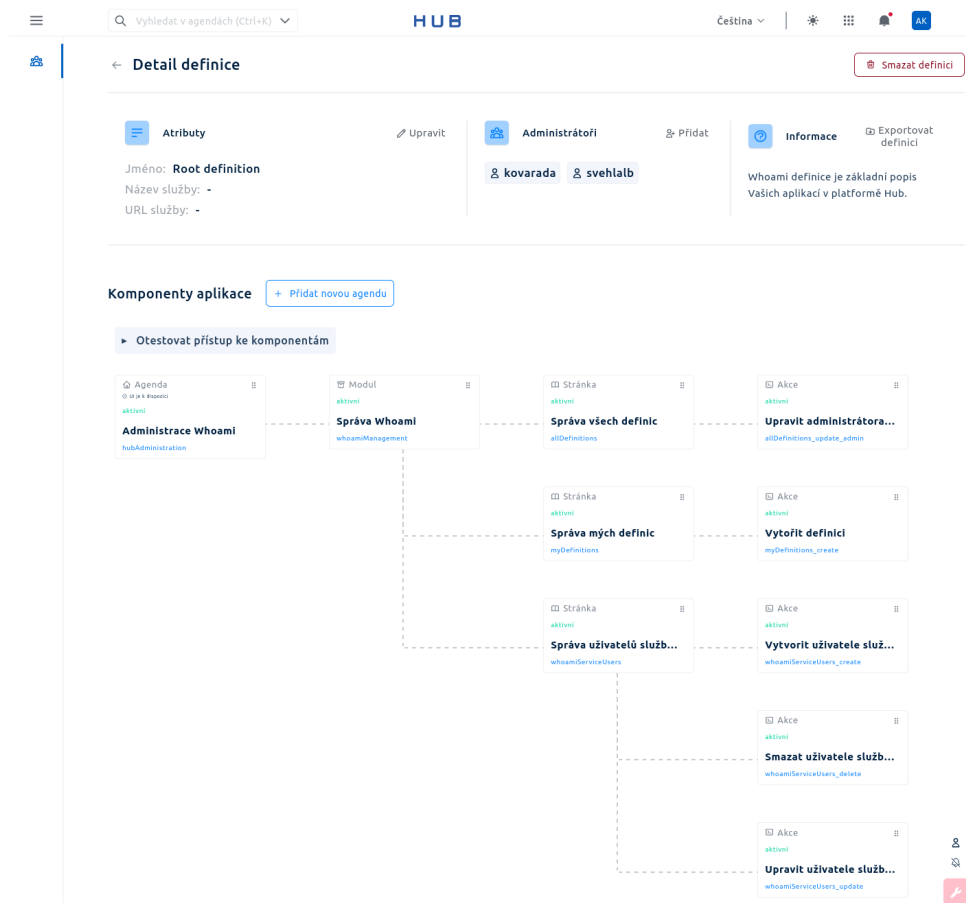 Vyhledat v agendách (Ctrl+K)
HUB
Čeština
AK
Detail definice
Smazat definici
Atributy
Upravit
Jméno: Root definition
Název služby: -
URL služby: -
Administrátoři
Přidat
kovarada
svehlalb
Informace
Exportovat
definici
Whoami definice je základní popis
Vašich aplikací v platformě Hub.
Komponenty aplikace
+ Přidat novou agendu
Otestovat přístup ke komponentám
Agenda
UI je k dispozici
aktivní
Administrace Whoami
hubAdministration
Modul
aktivní
Správa Whoami
whoamiManagement
Stránka
aktivní
Správa všech definic
allDefinitions
Akce
aktivní
Upravit administrátora...
allDefinitions_update_admin
Stránka
aktivní
Správa mých definic
myDefinitions
Akce
aktivní
Vytořit definici
myDefinitions_create
Stránka
aktivní
Správa uživatelů služb...
whoamiServiceUsers
Akce
aktivní
Vytvorit uživatele služ...
whoamiServiceUsers_create
Akce
aktivní
Smazat uživatele služb...
whoamiServiceUsers_delete
Akce
aktivní
Upravit uživatele služb...
whoamiServiceUsers_update